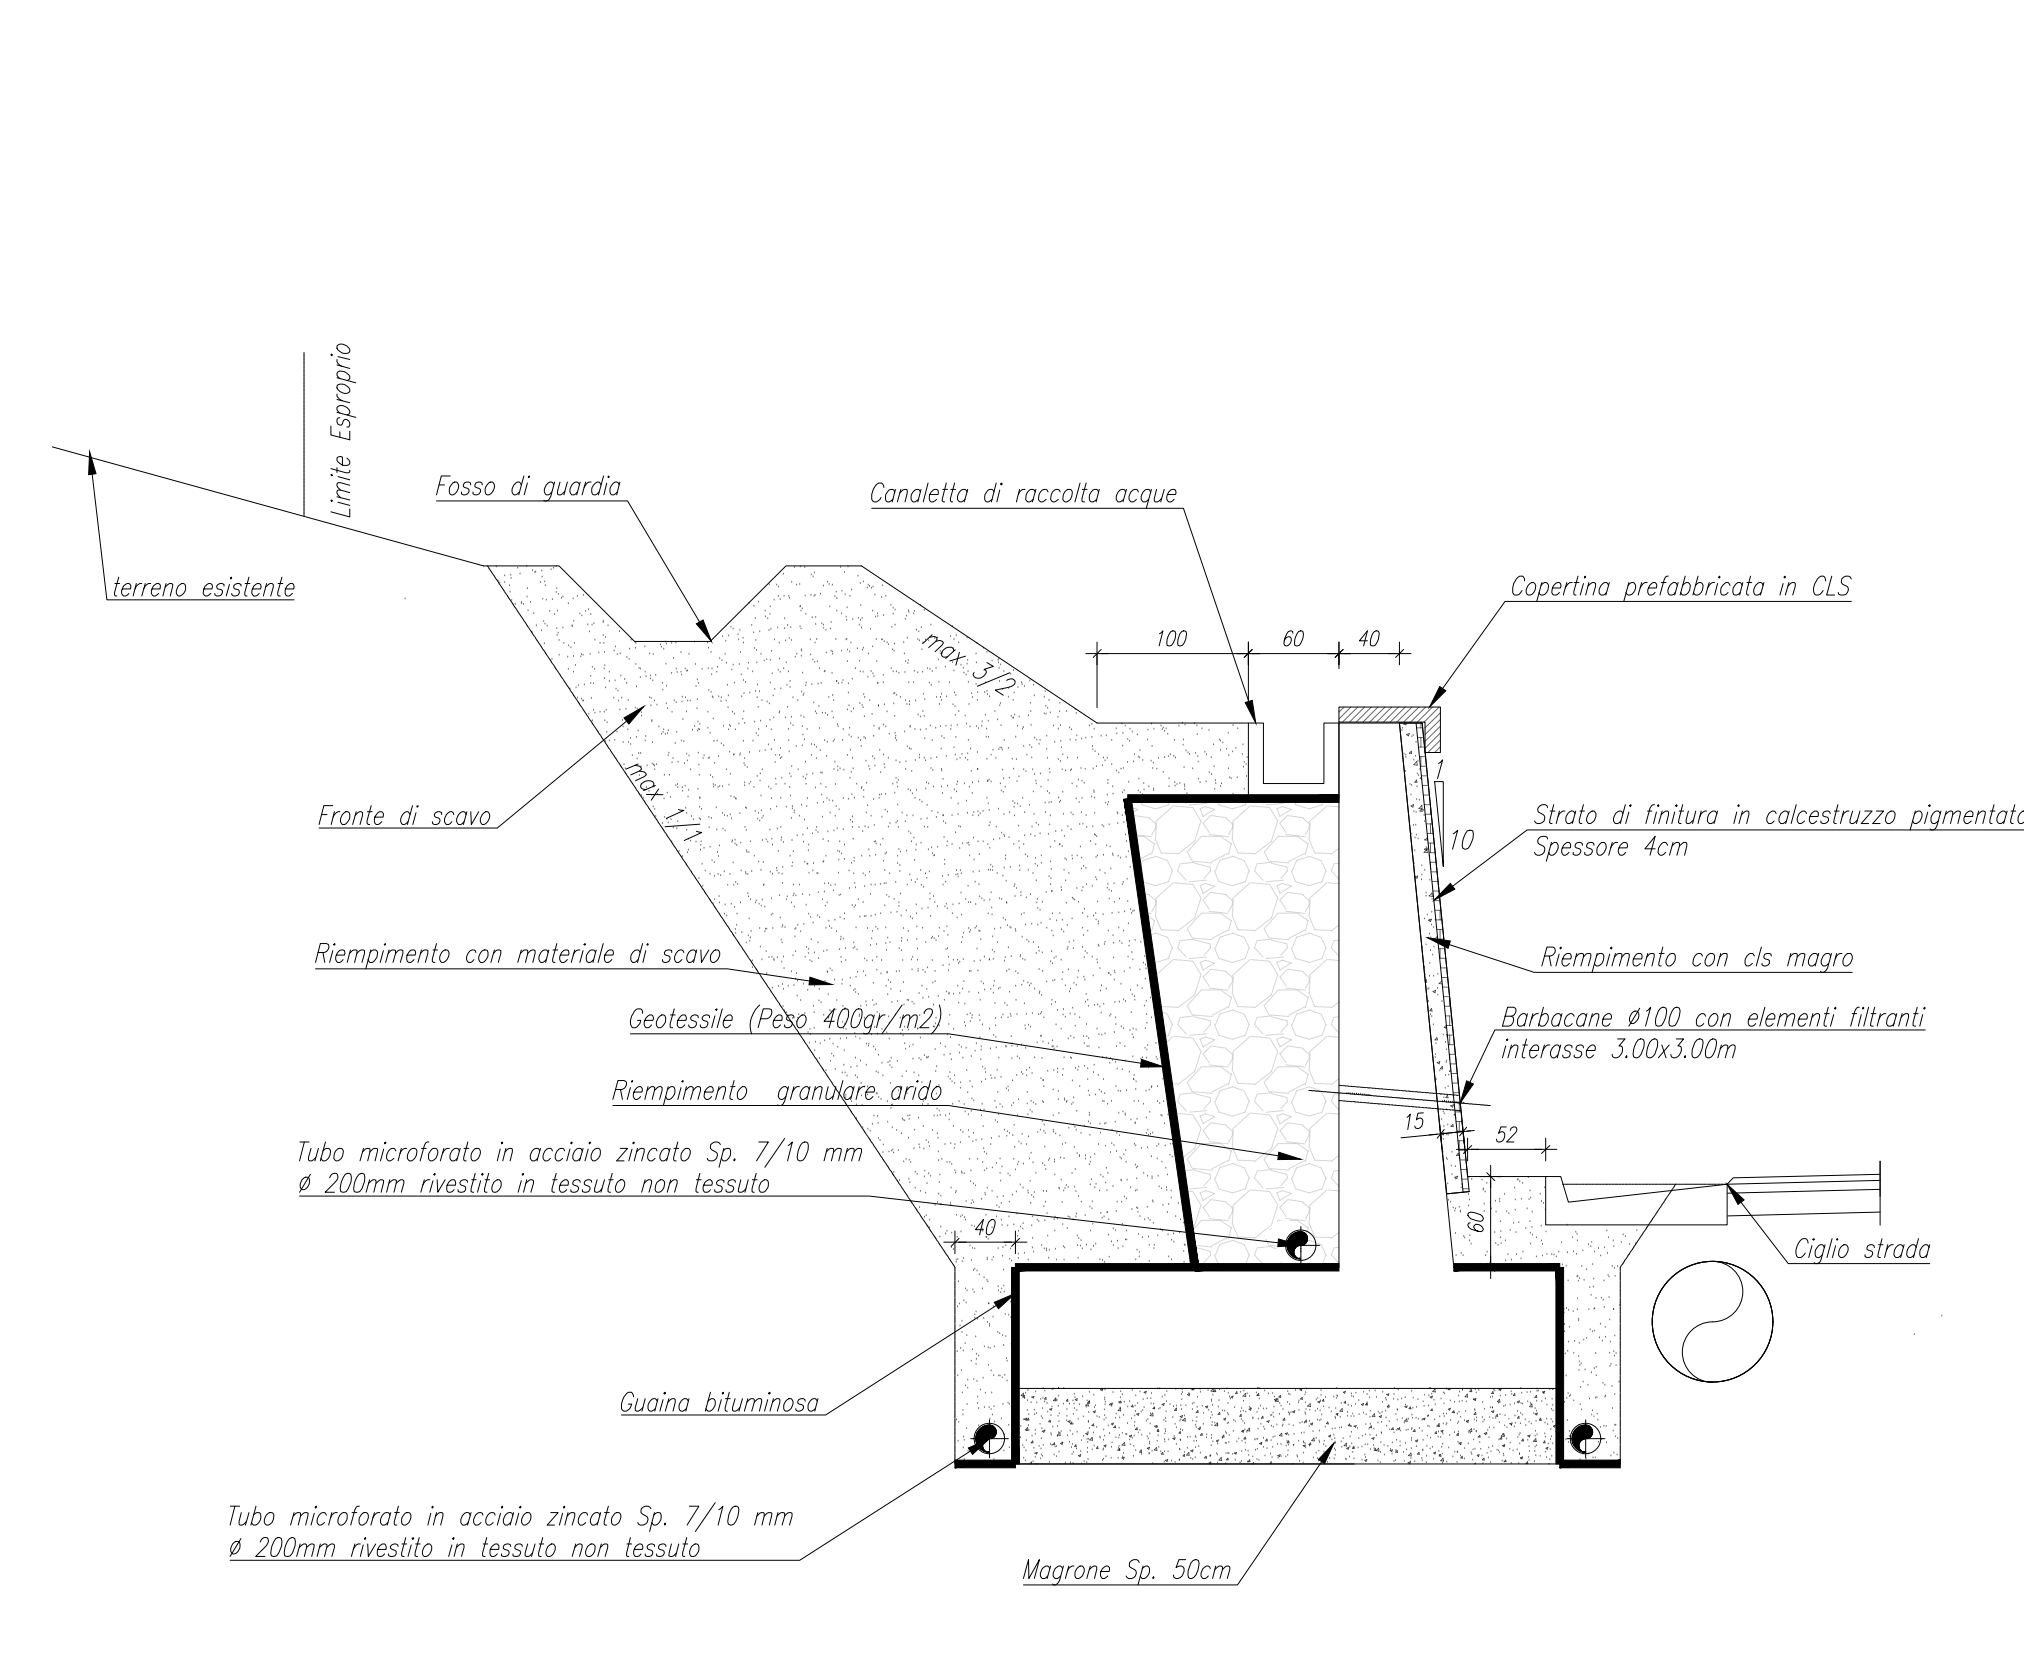 Limite Esproprio
Fosso di guardia
Canaletta di raccolta acque
terreno esistente
Copertina prefabbricata in CLS
100
60
40
max 3/2
max 1/1
Fronte di scavo
1
10
Strato di finitura in calcestruzzo pigmentato
Spessore 4cm
Riempimento con materiale di scavo
Riempimento con cls magro
Geotessile (Peso 400gr/m2)
Barbacane Ø100 con elementi filtranti
interasse 3.00x3.00m
Riempimento granulare arido
15
52
Tubo microforato in acciaio zincato Sp. 7/10 mm
Ø 200mm rivestito in tessuto non tessuto
40
60
Ciglio strada
Guaina bituminosa
Tubo microforato in acciaio zincato Sp. 7/10 mm
Ø 200mm rivestito in tessuto non tessuto
Magrone Sp. 50cm